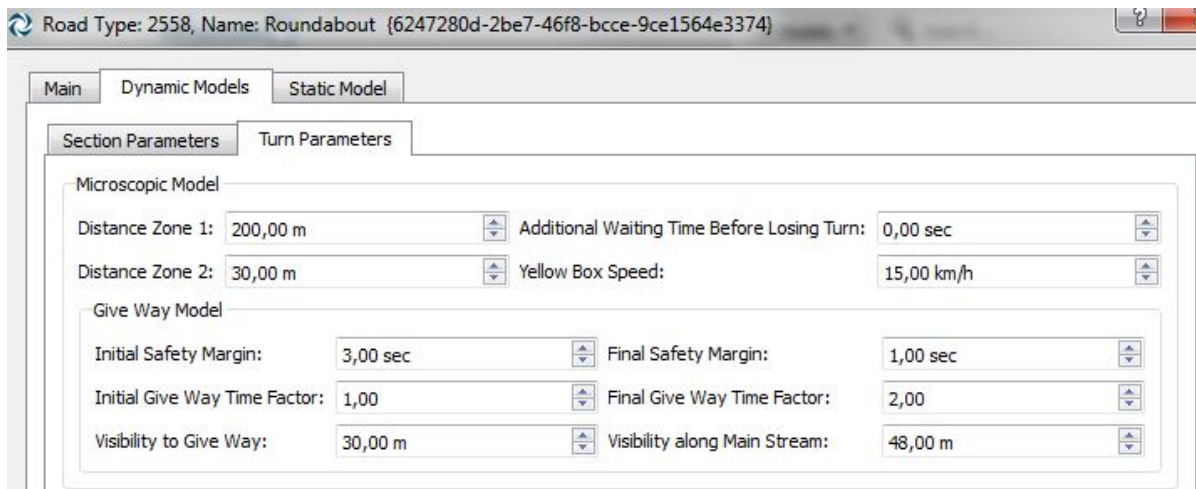 Road Type: 2558, Name: Roundabout {6247280d-2be7-46f8-bcce-9ce1564e3374}
Main Dynamic Models Static Model
Section Parameters Turn Parameters
Microscopic Model
Distance Zone 1: 200,00 m Additional Waiting Time Before Losing Turn: 0,00 sec
Distance Zone 2: 30,00 m Yellow Box Speed: 15,00 km/h
Give Way Model
Initial Safety Margin: 3,00 sec Final Safety Margin: 1,00 sec
Initial Give Way Time Factor: 1,00 Final Give Way Time Factor: 2,00
Visibility to Give Way: 30,00 m Visibility along Main Stream: 48,00 m